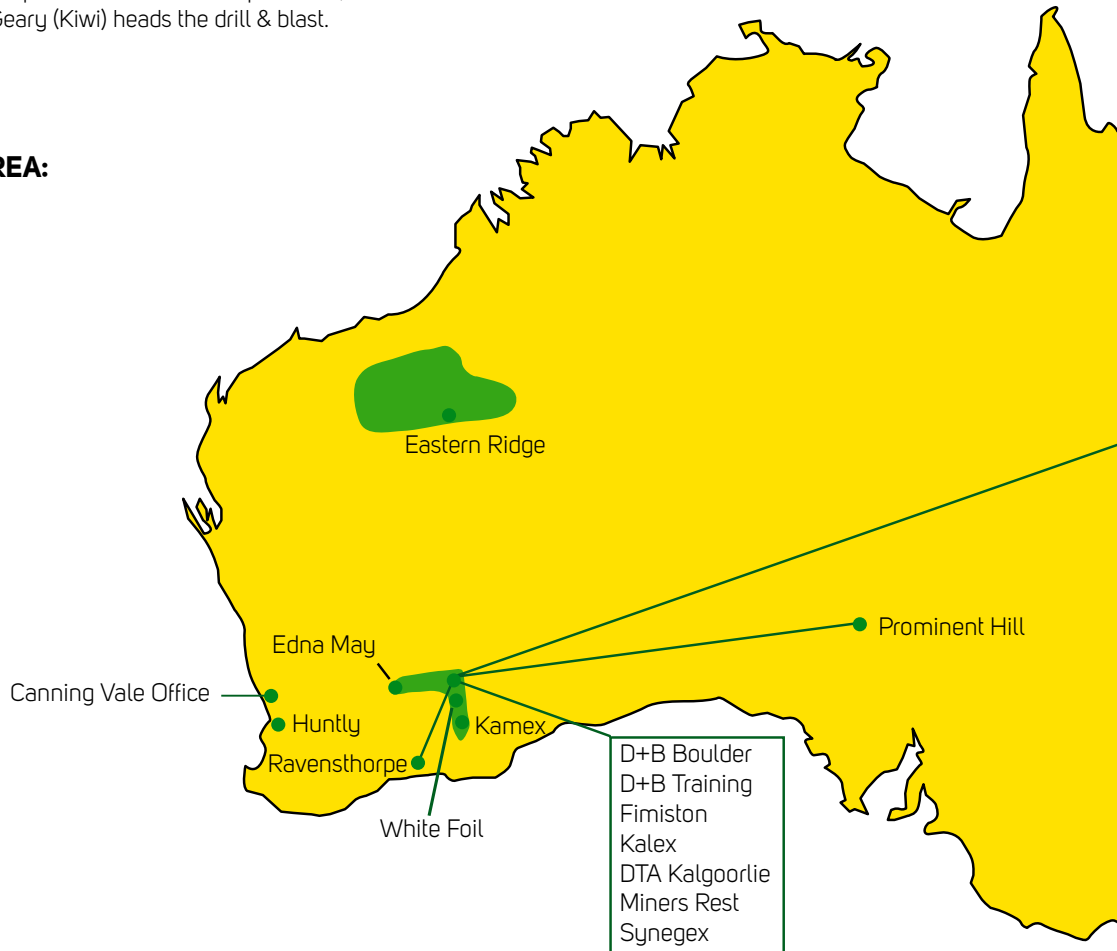 Geary (Kiwi) heads the drill & blast.
REA:
Eastern Ridge
Prominent Hill
Edna May
Canning Vale Office
Huntly
Kamex
Ravensthorpe
White Foil
D+B Boulder
D+B Training
Fimiston
Kalex
DTA Kalgoorlie
Miners Rest
Synegex